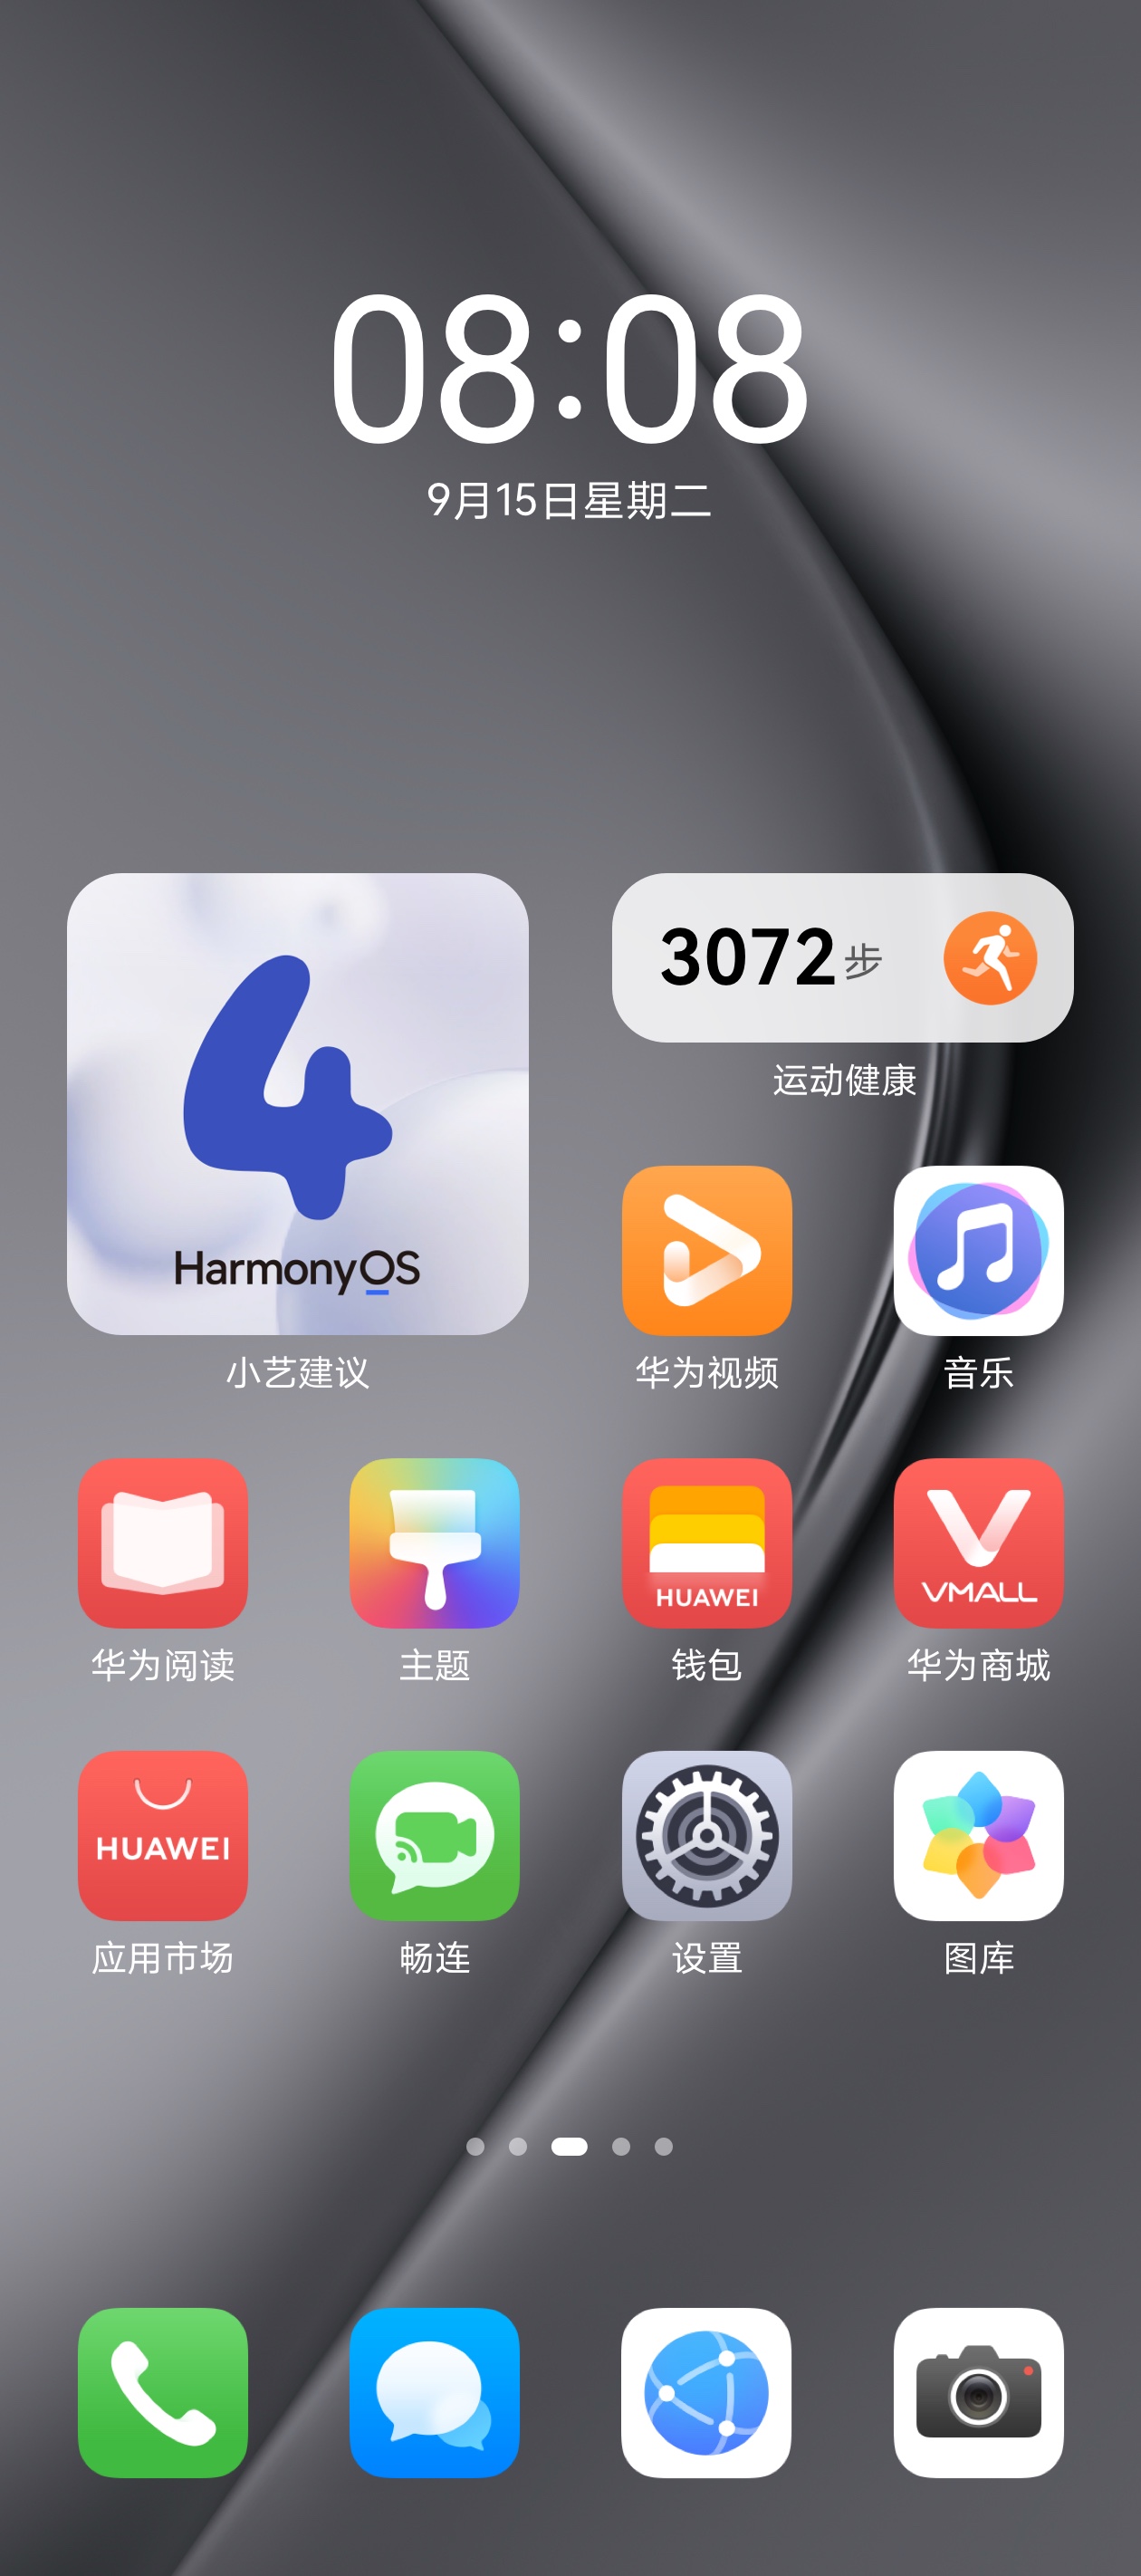 08:08
9月15日星期二
4
HarmonyOS
小艺建议
3072步
运动健康
华为视频
音乐
华为阅读
主题
HUAWEI
钱包
VMALL
华为商城
HUAWEI
应用市场
畅连
设置
图库